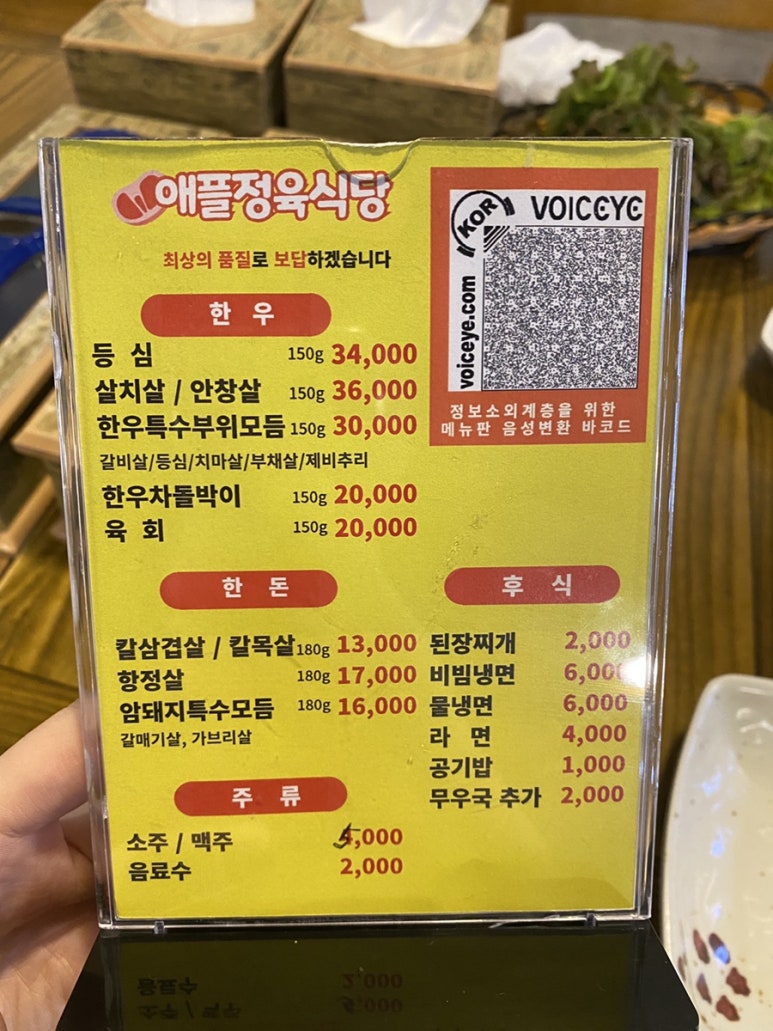 애플정육식당
최상의 품질로 보답하겠습니다
KOR VOICEYE
voiceye.com
정보소외계층을 위한
메뉴판 음성변환 바코드
한 우
등 심 150g 34,000
살치살 / 안창살 150g 36,000
한우특수부위모듬 150g 30,000
갈비살/등심/치마살/부채살/제비추리
한우차돌박이 150g 20,000
육 회 150g 20,000
한 돈
칼삼겹살 / 칼목살 180g 13,000
항정살 180g 17,000
암돼지특수모듬 180g 16,000
갈매기살, 가브리살
주 류
소주 / 맥주 5,000
음료수 2,000
후 식
된장찌개 2,000
비빔냉면 6,000
물냉면 6,000
라 면 4,000
공기밥 1,000
무우국 추가 2,000